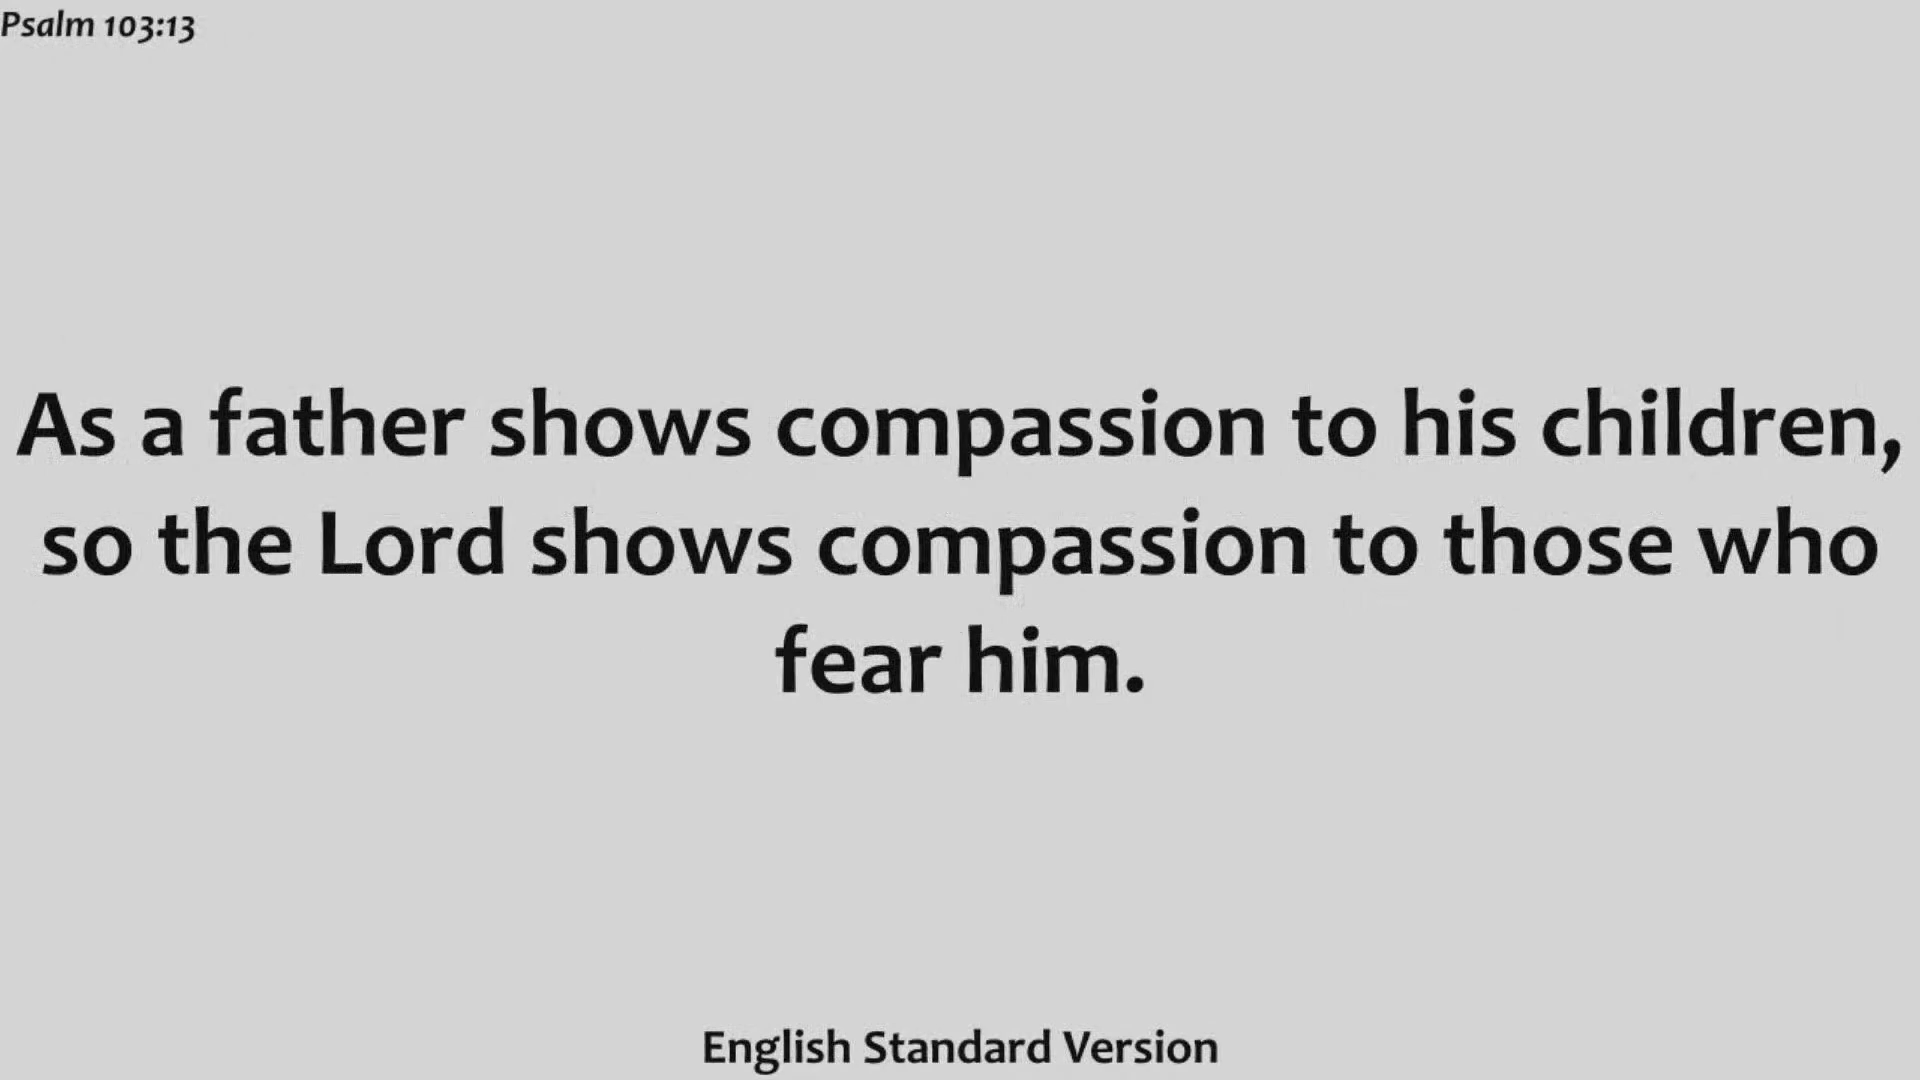 Psalm 103:13
As a father shows compassion to his children,
so the Lord shows compassion to those who
fear him.
English Standard Version